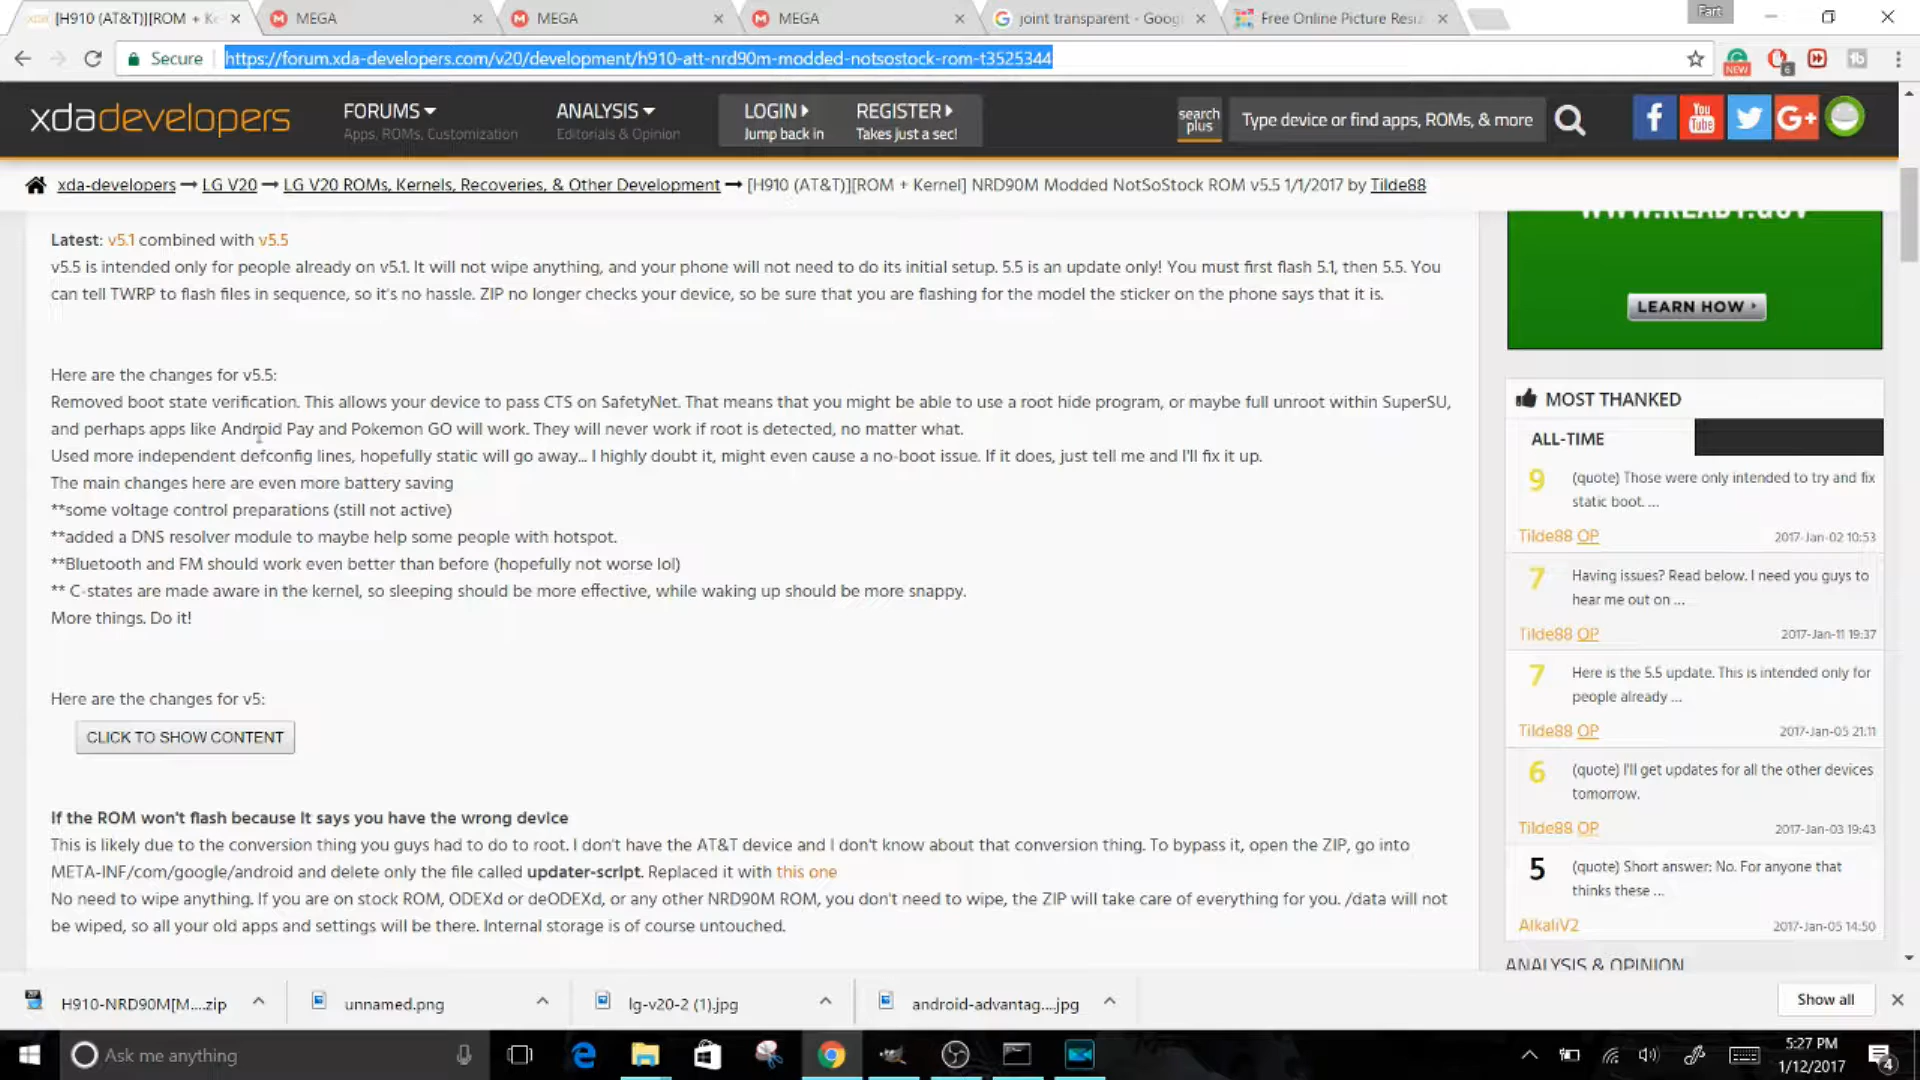 [H910 (AT&T)][ROM + Ke
MEGA
MEGA
MEGA
joint transparent - Goog
Free Online Picture Resi
Fart
Secure
https://forum.xda-developers.com/v20/development/h910-att-nrd90m-modded-notsostock-rom-t3525344
NEW
6
xdadevelopers
FORUMS
Apps, ROMs, Customization
ANALYSIS
Editorials & Opinion
LOGIN
Jump back in
REGISTER
Takes just a sec!
search
plus
Type device or find apps, ROMs, & more
You
Tube
xda-developers → LG V20 → LG V20 ROMs, Kernels, Recoveries, & Other Development → [H910 (AT&T)][ROM + Kernel] NRD90M Modded NotSoStock ROM v5.5 1/1/2017 by Tilde88
WWW.READY.GOV
LEARN HOW
Latest: v5.1 combined with v5.5
v5.5 is intended only for people already on v5.1. It will not wipe anything, and your phone will not need to do its initial setup. 5.5 is an update only! You must first flash 5.1, then 5.5. You
can tell TWRP to flash files in sequence, so it's no hassle. ZIP no longer checks your device, so be sure that you are flashing for the model the sticker on the phone says that it is.
Here are the changes for v5.5:
Removed boot state verification. This allows your device to pass CTS on SafetyNet. That means that you might be able to use a root hide program, or maybe full unroot within SuperSU,
and perhaps apps like Android Pay and Pokemon GO will work. They will never work if root is detected, no matter what.
Used more independent defconfig lines, hopefully static will go away... I highly doubt it, might even cause a no-boot issue. If it does, just tell me and I'll fix it up.
The main changes here are even more battery saving
**some voltage control preparations (still not active)
**added a DNS resolver module to maybe help some people with hotspot.
**Bluetooth and FM should work even better than before (hopefully not worse lol)
** C-states are made aware in the kernel, so sleeping should be more effective, while waking up should be more snappy.
More things. Do it!
Here are the changes for v5:
CLICK TO SHOW CONTENT
If the ROM won't flash because It says you have the wrong device
This is likely due to the conversion thing you guys had to do to root. I don't have the AT&T device and I don't know about that conversion thing. To bypass it, open the ZIP, go into
META-INF/com/google/android and delete only the file called updater-script. Replaced it with this one
No need to wipe anything. If you are on stock ROM, ODEXd or deODEXd, or any other NRD90M ROM, you don't need to wipe, the ZIP will take care of everything for you. /data will not
be wiped, so all your old apps and settings will be there. Internal storage is of course untouched.
MOST THANKED
ALL-TIME
9
(quote) Those were only intended to try and fix
static boot. ...
Tilde88 OP
2017-Jan-02 10:53
7
Having issues? Read below. I need you guys to
hear me out on ...
Tilde88 OP
2017-Jan-11 19:37
7
Here is the 5.5 update. This is intended only for
people already ...
Tilde88 OP
2017-Jan-05 21:11
6
(quote) I'll get updates for all the other devices
tomorrow.
Tilde88 OP
2017-Jan-03 19:43
5
(quote) Short answer: No. For anyone that
thinks these ...
AlkaliV2
2017-Jan-05 14:50
ANALYSIS & OPINION
H910-NRD90M[M....zip
unnamed.png
lg-v20-2 (1).jpg
android-advantag....jpg
Show all
Ask me anything
5:27 PM
1/12/2017
4